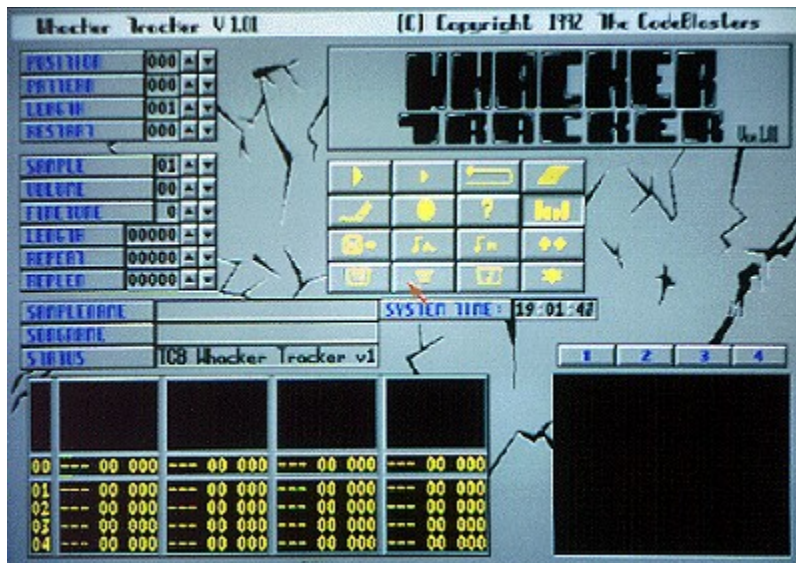 Whacker Tracker V 1.01 (C) Copyright 1992 The CodeBlasters
POSITION 000
PATTERN 000
LENGTH 001
RESTART 000
WHACKER
TRACKER Ver 1.01
SAMPLE 01
VOLUME 00
FINETUNE 0
LENGTH 00000
REPEAT 00000
REPLEN 00000
?
SAMPLENAME SYSTEM TIME: 19:01:42
SONGNAME
STATUS TCB Whacker Tracker v1
1 2 3 4
00 --- 00 000 --- 00 000 --- 00 000 --- 00 000
01 --- 00 000 --- 00 000 --- 00 000 --- 00 000
02 --- 00 000 --- 00 000 --- 00 000 --- 00 000
03 --- 00 000 --- 00 000 --- 00 000 --- 00 000
04 --- 00 000 --- 00 000 --- 00 000 --- 00 000